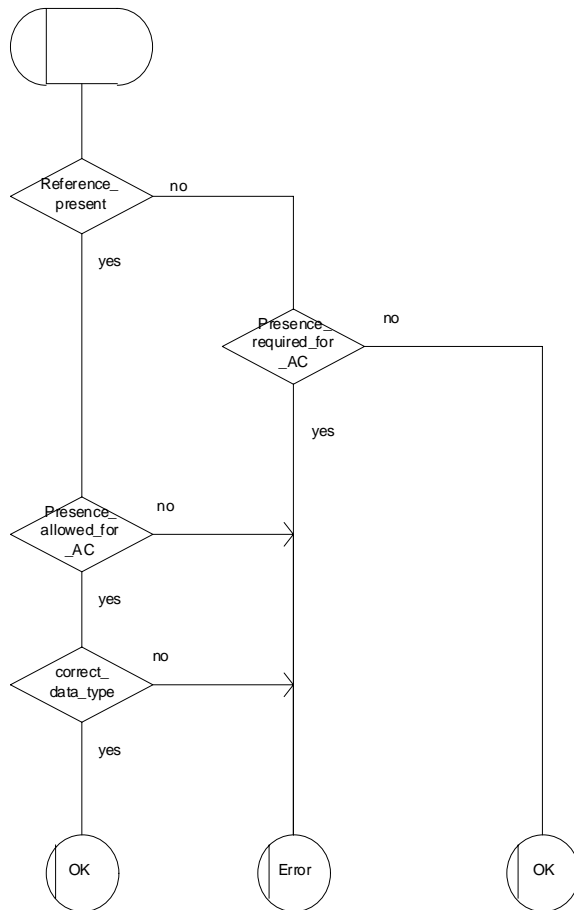 Reference_
present
no
yes
Presence_
required_for
_AC
no
yes
Presence_
allowed_for
_AC
no
yes
correct_
data_type
no
yes
OK
Error
OK